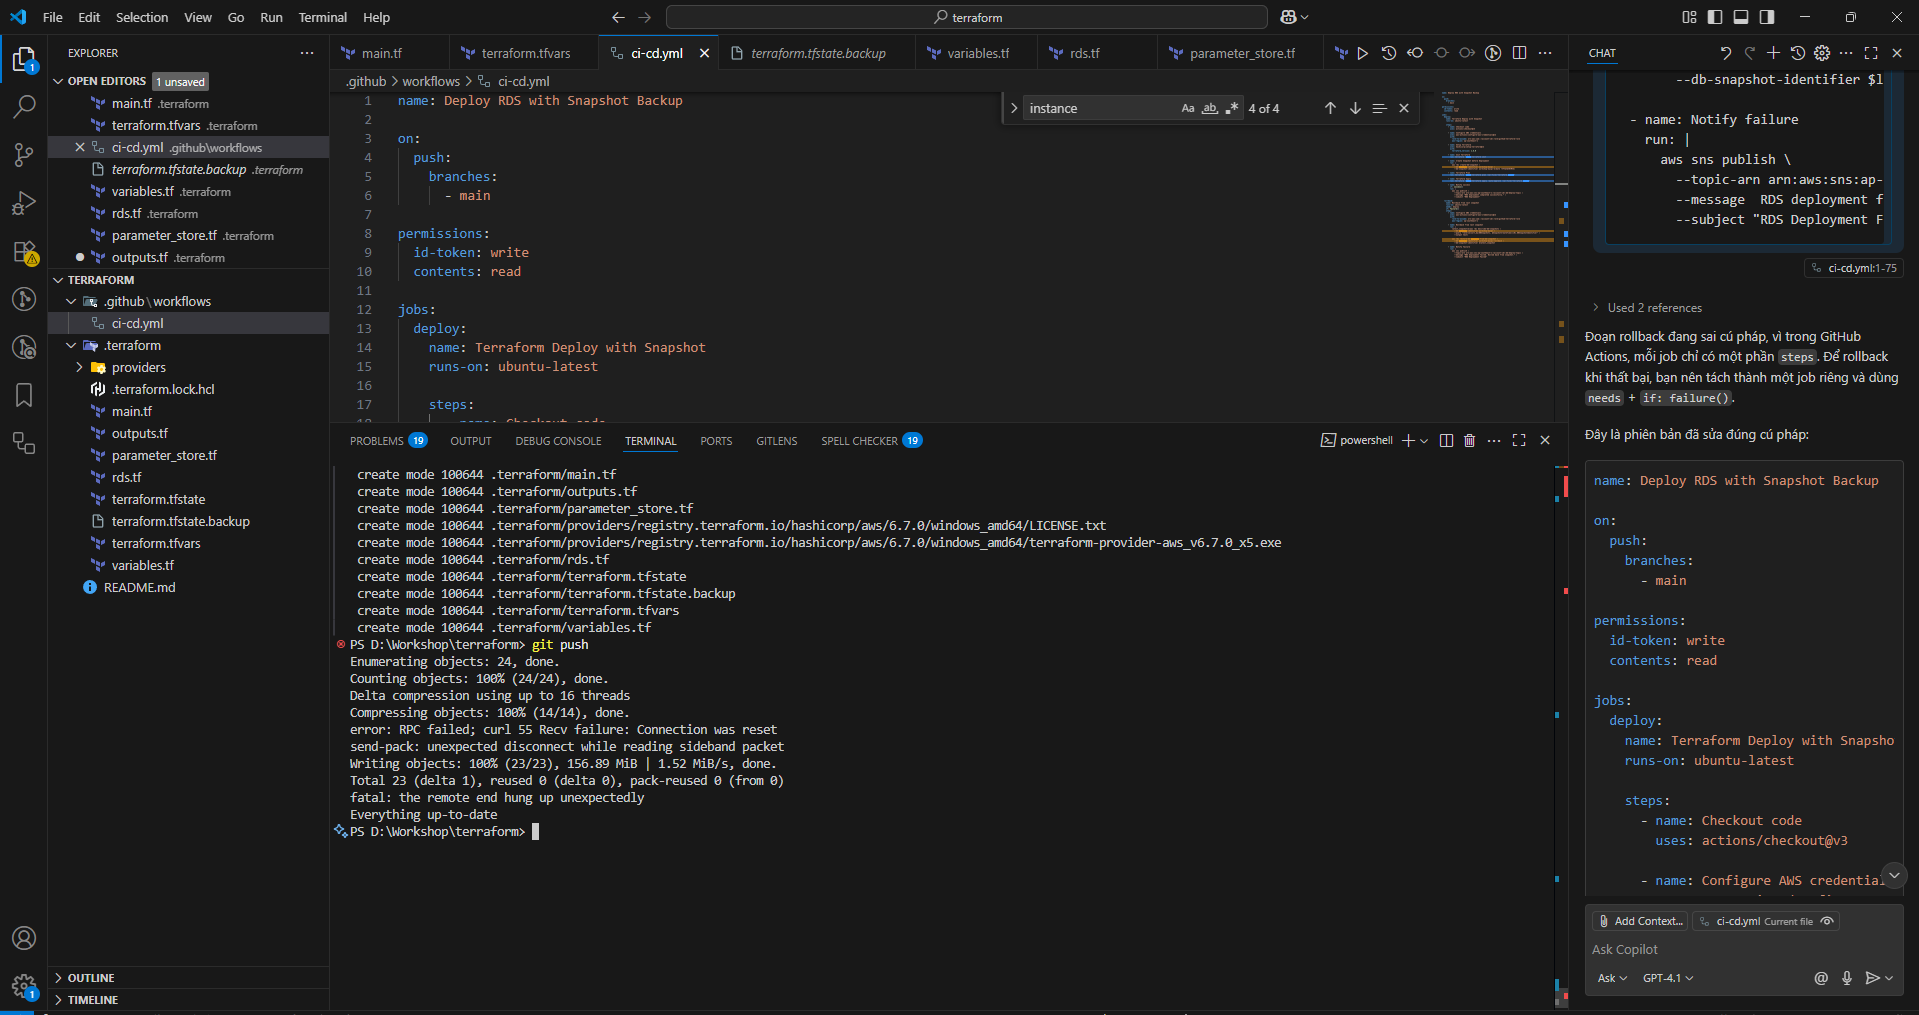 File Edit Selection View Go Run Terminal Help
terraform
EXPLORER
OPEN EDITORS 1 unsaved
main.tf .terraform
terraform.tfvars .terraform
ci-cd.yml .github\workflows
terraform.tfstate.backup .terraform
variables.tf .terraform
rds.tf .terraform
parameter_store.tf .terraform
outputs.tf .terraform
TERRAFORM
.github\workflows
ci-cd.yml
.terraform
providers
.terraform.lock.hcl
main.tf
outputs.tf
parameter_store.tf
rds.tf
terraform.tfstate
terraform.tfstate.backup
terraform.tfvars
variables.tf
README.md
OUTLINE
TIMELINE
1
1
main.tf terraform.tfvars ci-cd.yml terraform.tfstate.backup variables.tf rds.tf parameter_store.tf
.github > workflows > ci-cd.yml
instance Aa ab 4 of 4
1 name: Deploy RDS with Snapshot Backup
2
3 on:
4 push:
5 branches:
6 - main
7
8 permissions:
9 id-token: write
10 contents: read
11
12 jobs:
13 deploy:
14 name: Terraform Deploy with Snapshot
15 runs-on: ubuntu-latest
16
17 steps:
PROBLEMS 19 OUTPUT DEBUG CONSOLE TERMINAL PORTS GITLENS SPELL CHECKER 19
powershell
create mode 100644 .terraform/main.tf
create mode 100644 .terraform/outputs.tf
create mode 100644 .terraform/parameter_store.tf
create mode 100644 .terraform/providers/registry.terraform.io/hashicorp/aws/6.7.0/windows_amd64/LICENSE.txt
create mode 100644 .terraform/providers/registry.terraform.io/hashicorp/aws/6.7.0/windows_amd64/terraform-provider-aws_v6.7.0_x5.exe
create mode 100644 .terraform/rds.tf
create mode 100644 .terraform/terraform.tfstate
create mode 100644 .terraform/terraform.tfstate.backup
create mode 100644 .terraform/terraform.tfvars
create mode 100644 .terraform/variables.tf
PS D:\Workshop\terraform> git push
Enumerating objects: 24, done.
Counting objects: 100% (24/24), done.
Delta compression using up to 16 threads
Compressing objects: 100% (14/14), done.
error: RPC failed; curl 55 Recv failure: Connection was reset
send-pack: unexpected disconnect while reading sideband packet
Writing objects: 100% (23/23), 156.89 MiB | 1.52 MiB/s, done.
Total 23 (delta 1), reused 0 (delta 0), pack-reused 0 (from 0)
fatal: the remote end hung up unexpectedly
Everything up-to-date
PS D:\Workshop\terraform>
CHAT
--db-snapshot-identifier $l
- name: Notify failure
run: |
aws sns publish \
--topic-arn arn:aws:sns:ap-
--message RDS deployment f
--subject "RDS Deployment F
ci-cd.yml:1-75
Used 2 references
Đoạn rollback đang sai cú pháp, vì trong GitHub
Actions, mỗi job chỉ có một phần steps. Để rollback
khi thất bại, bạn nên tách thành một job riêng và dùng
needs + if: failure().
Đây là phiên bản đã sửa đúng cú pháp:
name: Deploy RDS with Snapshot Backup
on:
push:
branches:
- main
permissions:
id-token: write
contents: read
jobs:
deploy:
name: Terraform Deploy with Snapsho
runs-on: ubuntu-latest
steps:
- name: Checkout code
uses: actions/checkout@v3
- name: Configure AWS credential
Add Context... ci-cd.yml Current file
Ask Copilot
Ask GPT-4.1